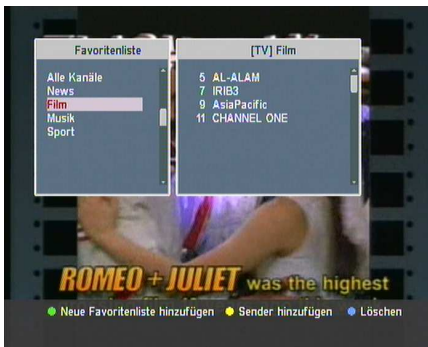 Favoritenliste
[TV] Film
Alle Kanäle
News
Film
Musik
Sport
5 AL-ALAM
7 IRIB3
9 AsiaPacific
11 CHANNEL ONE
ROMEO + JULIET was the highest
Neue Favoritenliste hinzufügen Sender hinzufügen Löschen